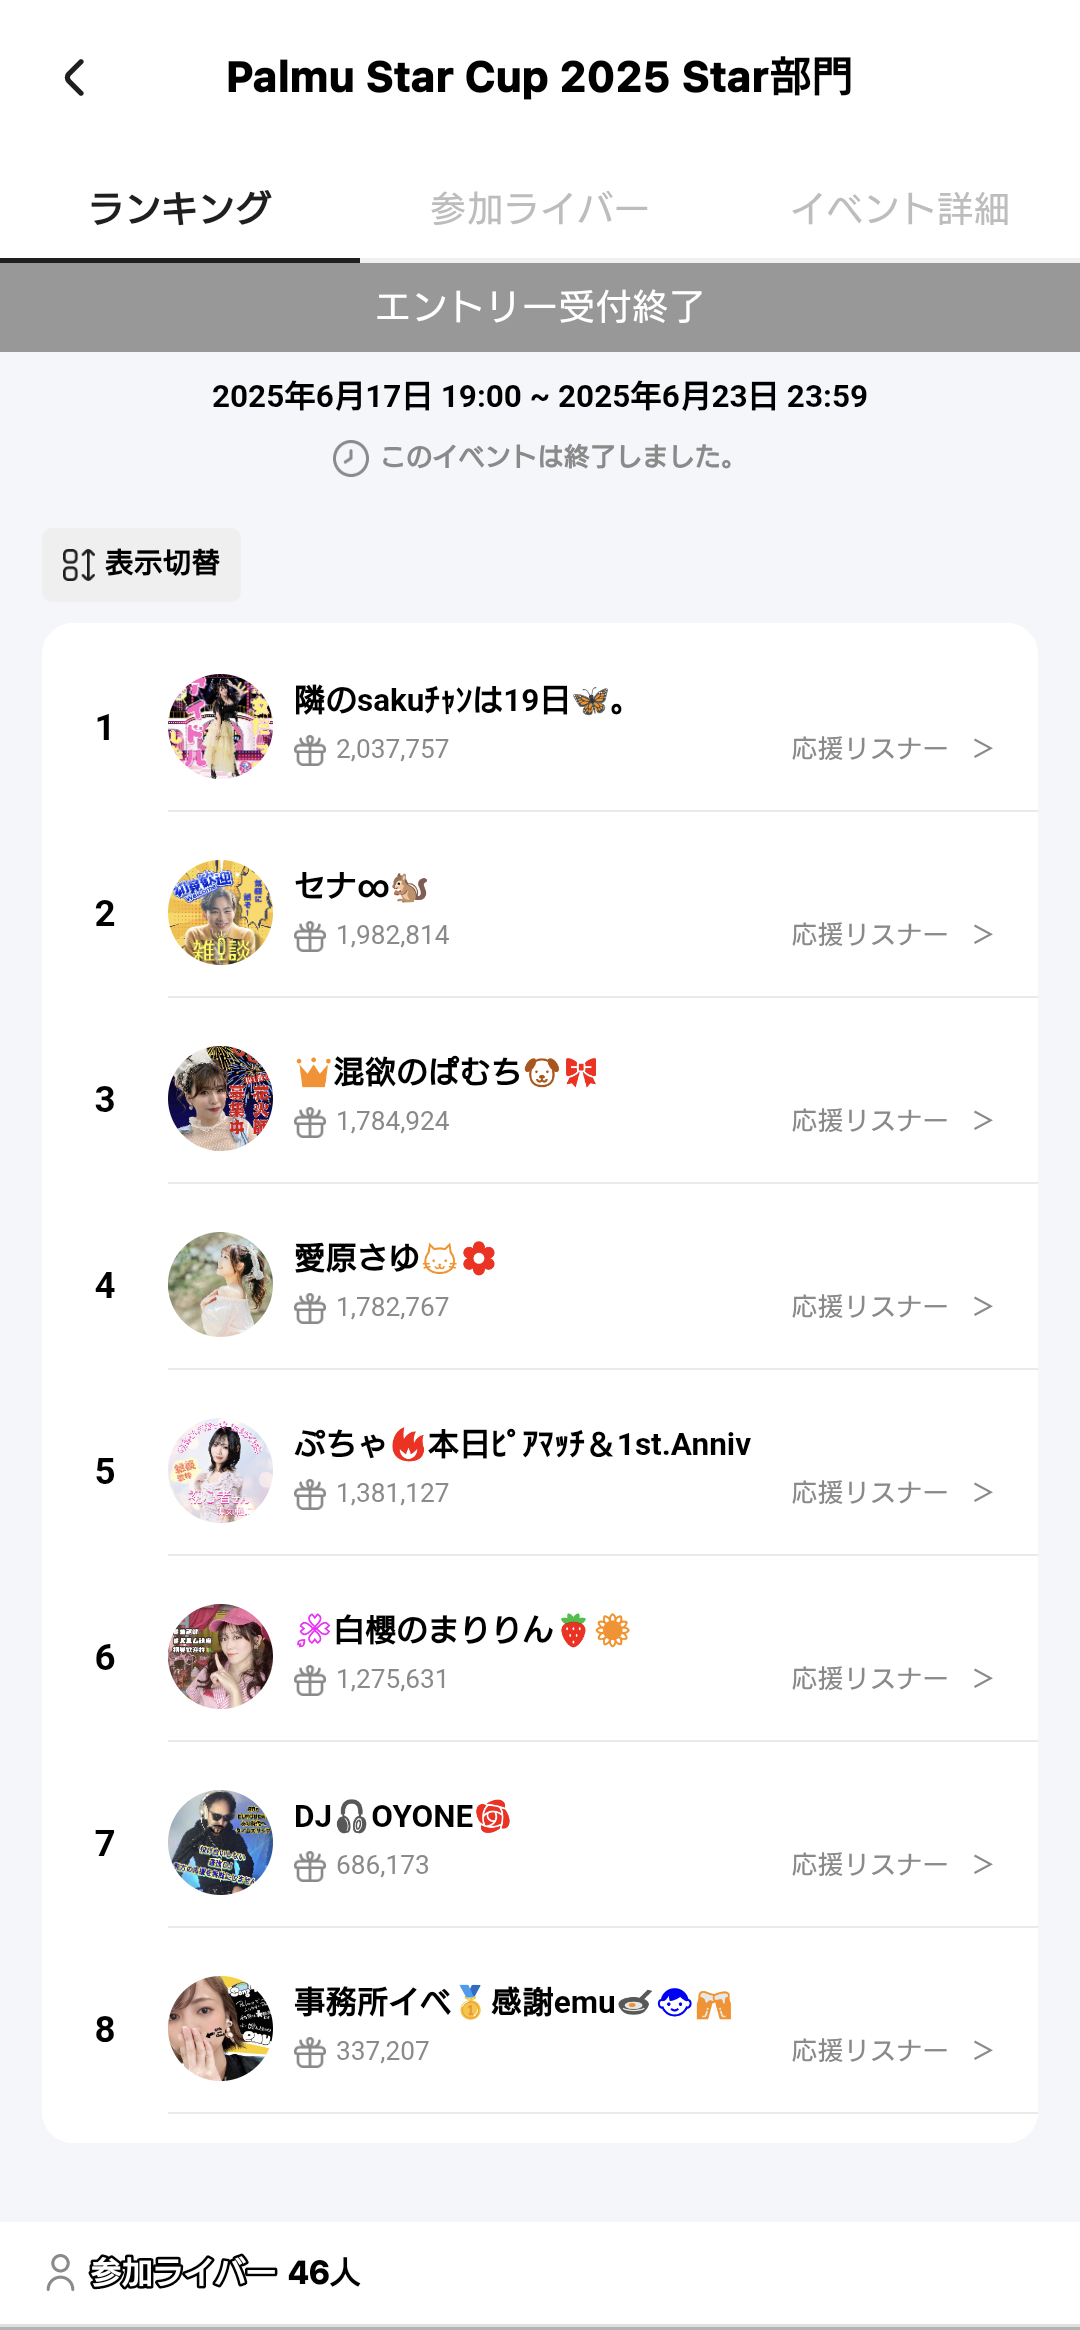 Palmu Star Cup 2025 Star部門
ランキング
参加ライバー
イベント詳細
エントリー受付終了
2025年6月17日 19:00 ~ 2025年6月23日 23:59
このイベントは終了しました。
表示切替
1
隣のsakuﾁｬﾝは19日🦋。
2,037,757
応援リスナー >
2
セナ∞🐿️
1,982,814
応援リスナー >
初見歓迎
Welcome
雑談
3
👑混欲のぱむち🐶🎀
1,784,924
応援リスナー >
4
愛原さゆ
1,782,767
応援リスナー >
5
ぷちゃ🔥本日ﾋﾟｱﾏｯﾁ＆1st.Anniv
1,381,127
応援リスナー >
6
白櫻のまりりん🍓🌼
1,275,631
応援リスナー >
7
DJ🎧OYONE🌹
686,173
応援リスナー >
8
事務所イベ🥇感謝emu🍳👦🍻
337,207
応援リスナー >
参加ライバー 46人